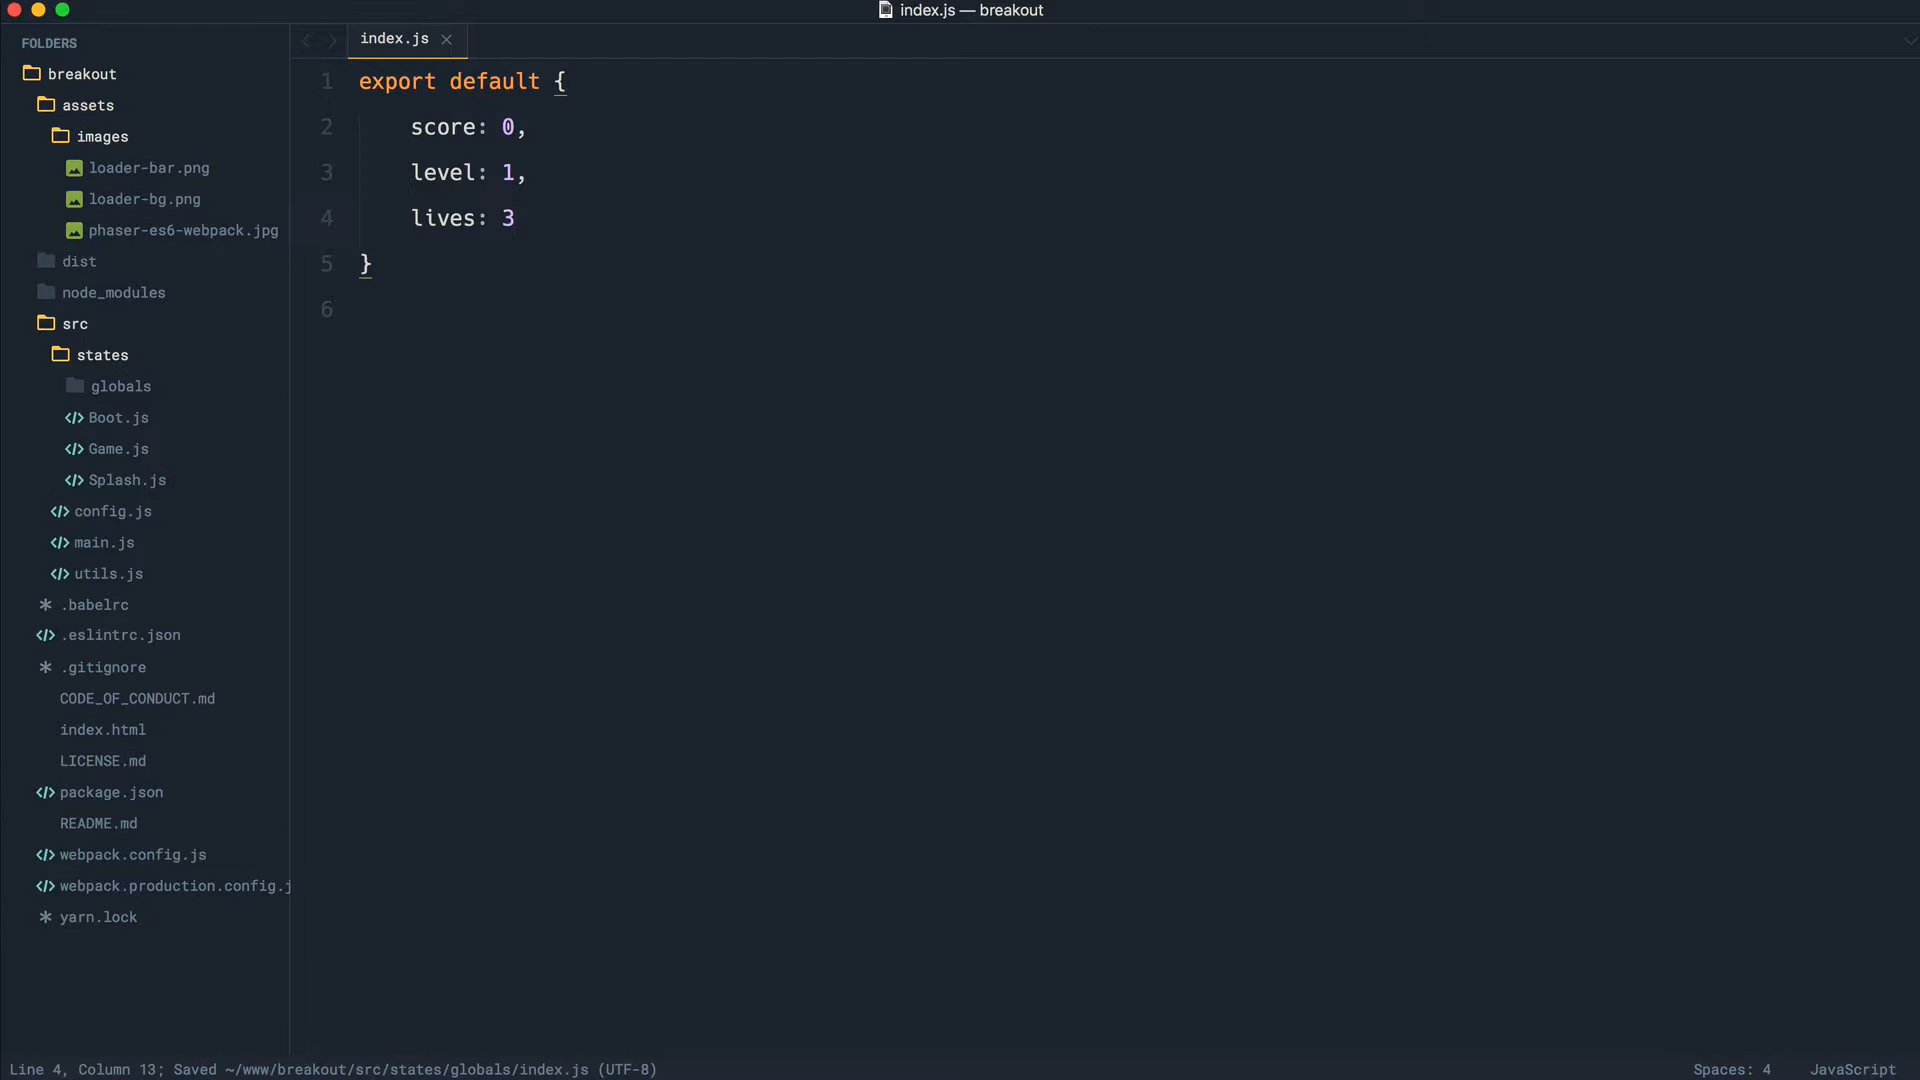 index.js — breakout
FOLDERS
breakout
assets
images
loader-bar.png
loader-bg.png
phaser-es6-webpack.jpg
dist
node_modules
src
states
globals
Boot.js
Game.js
Splash.js
config.js
main.js
utils.js
.babelrc
.eslintrc.json
.gitignore
CODE_OF_CONDUCT.md
index.html
LICENSE.md
package.json
README.md
webpack.config.js
webpack.production.config.j
yarn.lock
index.js
1 export default {
2     score: 0,
3     level: 1,
4     lives: 3
5 }
6
Line 4, Column 13; Saved ~/www/breakout/src/states/globals/index.js (UTF-8)
Spaces: 4
JavaScript